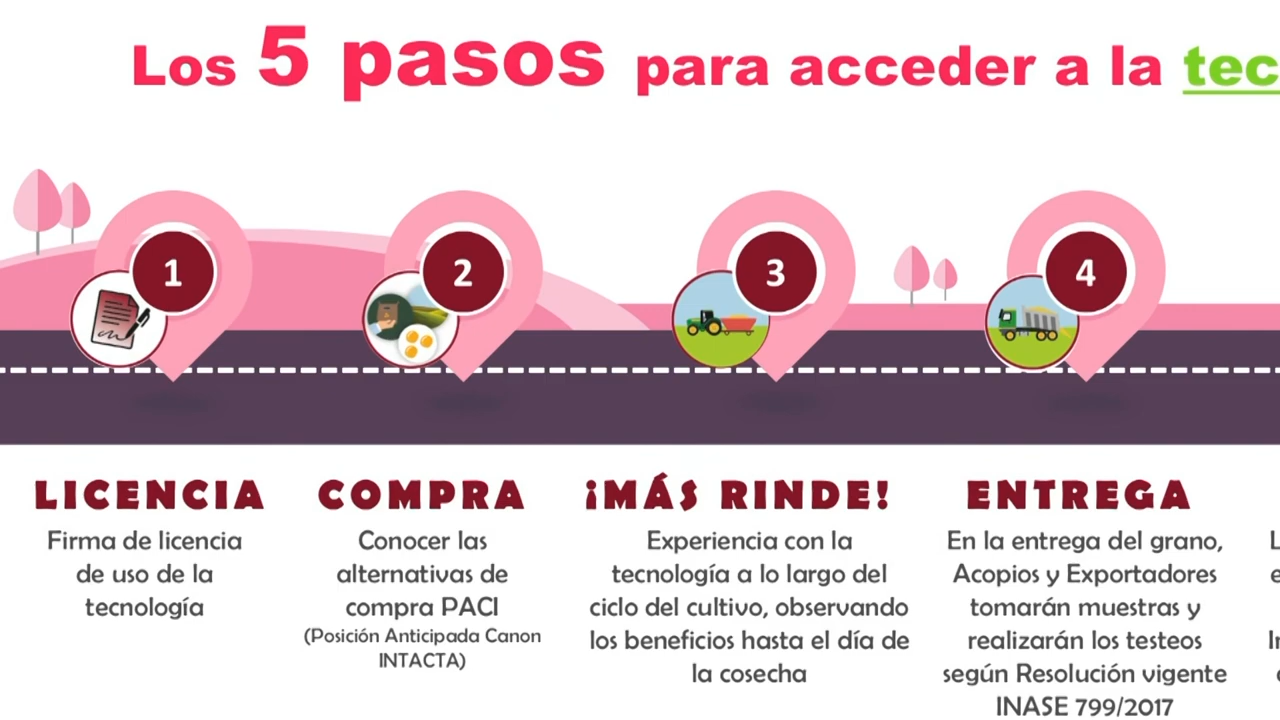 Los 5 pasos para acceder a la
1
2
3
4
LICENCIA
Firma de licencia
de uso de la
tecnología
COMPRA
Conocer las
alternativas de
compra PACI
(Posición Anticipada Canon
INTACTA)
¡MÁS RINDE!
Experiencia con la
tecnología a lo largo del
ciclo del cultivo, observando
los beneficios hasta el día de
la cosecha
ENTREGA
En la entrega del grano,
Acopios y Exportadores
tomarán muestras y
realizarán los testeos
según Resolución vigente
INASE 799/2017